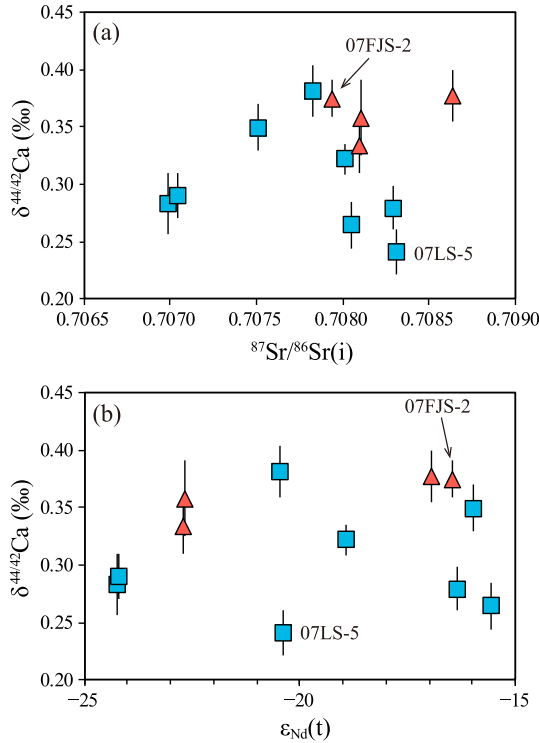 0.45
(a)
07FJS-2
0.40
0.35
0.30
0.25
07LS-5
0.20
δ44/42Ca (‰)
0.7065
0.7070
0.7075
0.7080
0.7085
0.7090
87Sr/86Sr(i)
0.45
(b)
07FJS-2
0.40
0.35
0.30
0.25
07LS-5
0.20
δ44/42Ca (‰)
−25
−20
−15
εNd(t)